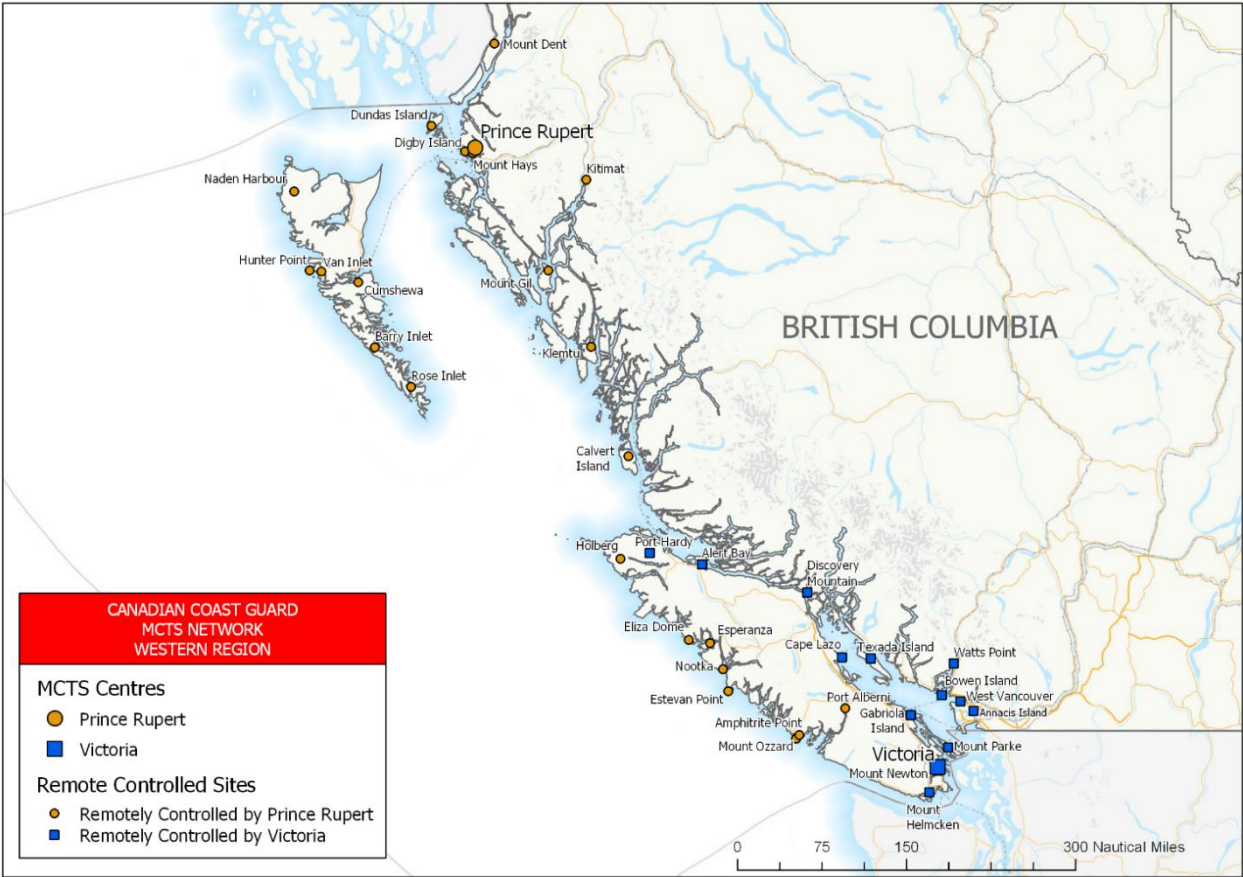 Mount Dent
Dundas Island
Prince Rupert
Digby Island
Mount Hays
Kitimat
Naden Harbour
Hunter Point
Van Inlet
Mount Gil
Cumshewa
BRITISH COLUMBIA
Barry Inlet
Klemtu
Rose Inlet
Calvert
Island
Holberg
Port Hardy
Alert Bay
Discovery
Mountain
Eliza Dome
Esperanza
Cape Lazo
Texada Island
Watts Point
Nootka
Bowen Island
Estevan Point
Port Alberni
West Vancouver
Gabriola
Island
Annacis Island
Amphitrite Point
Mount Ozzard
Mount Parke
Victoria
Mount Newton
Mount
Helmcken
CANADIAN COAST GUARD
MCTS NETWORK
WESTERN REGION
MCTS Centres
Prince Rupert
Victoria
Remote Controlled Sites
Remotely Controlled by Prince Rupert
Remotely Controlled by Victoria
0 75 150 300 Nautical Miles